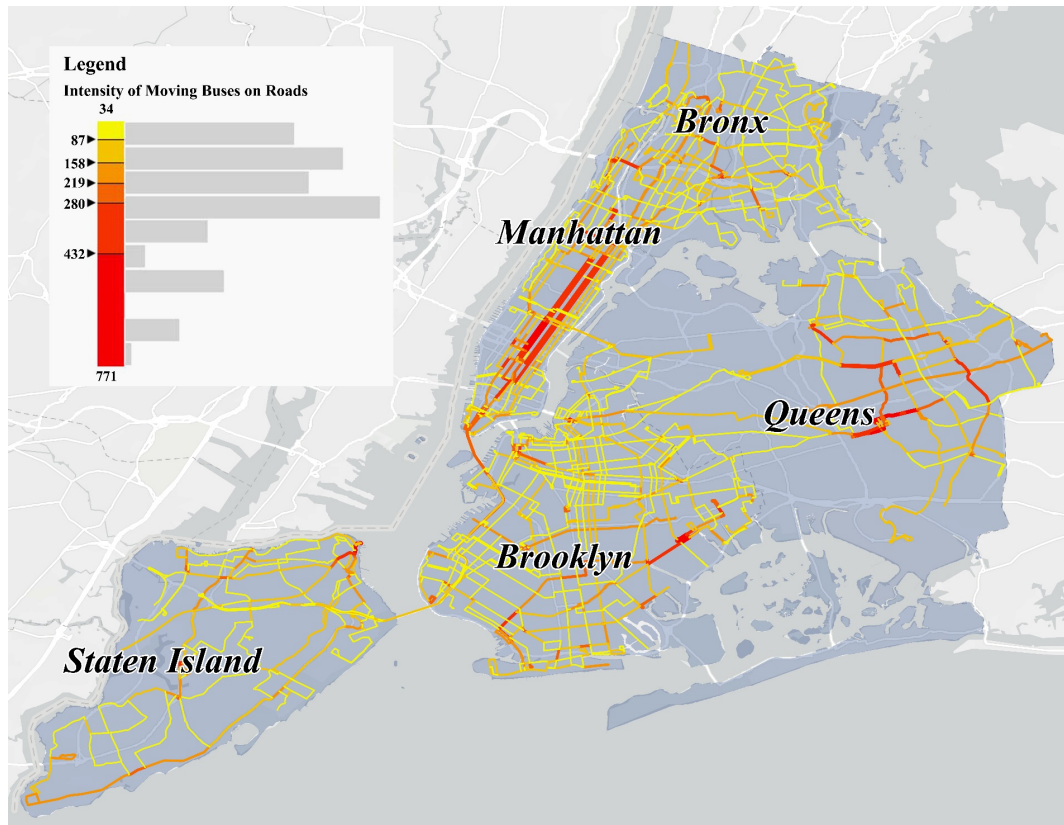 Legend
Intensity of Moving Buses on Roads
34
87
158
219
280
432
771
Bronx
Manhattan
Queens
Brooklyn
Staten Island